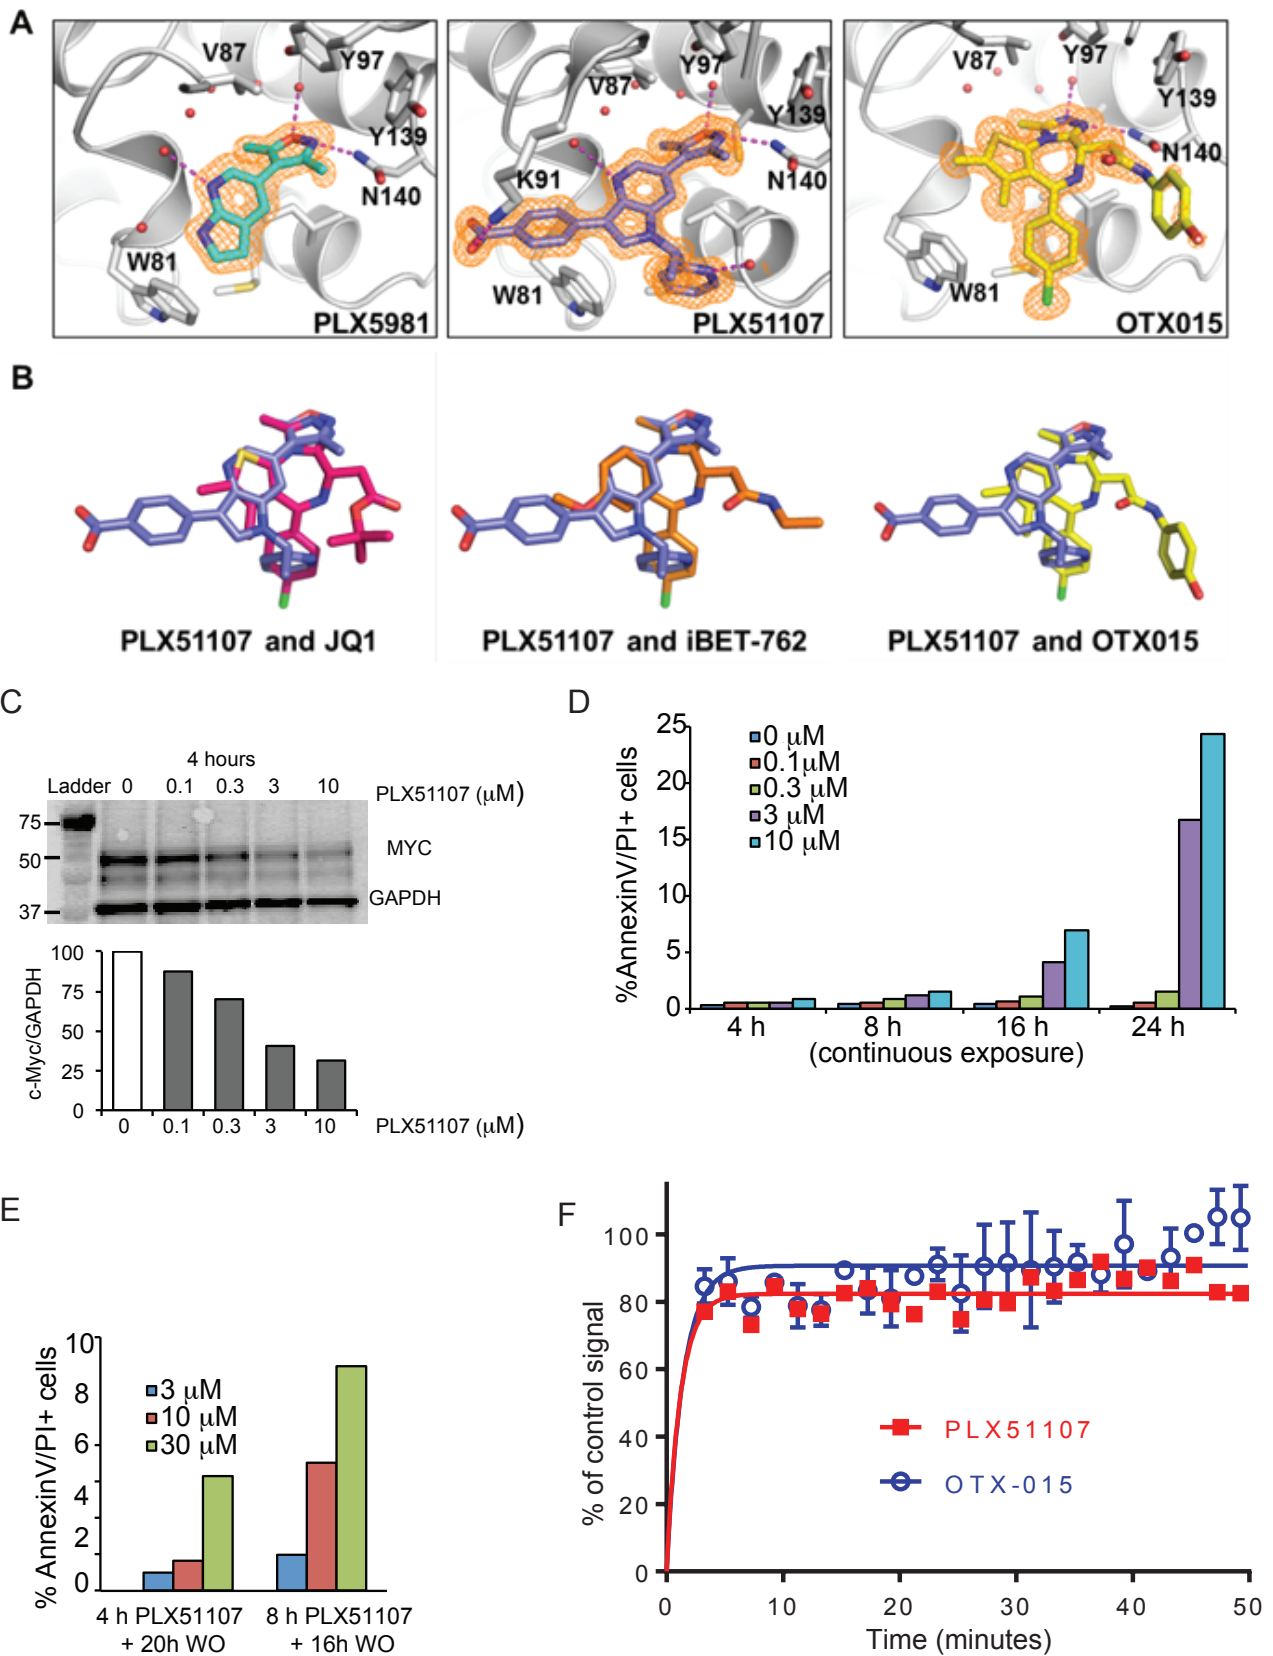 A
V87
Y97
Y139
N140
W81
PLX5981
V87
Y97
Y139
K91
N140
W81
PLX51107
V87
Y97
Y139
N140
W81
OTX015
B
PLX51107 and JQ1
PLX51107 and iBET-762
PLX51107 and OTX015
C
4 hours
Ladder 0 0.1 0.3 3 10 PLX51107 (μM)
75
MYC
50
GAPDH
37
100
75
50
25
0
c-Myc/GAPDH
0 0.1 0.3 3 10 PLX51107 (μM)
D
25
20
15
10
5
0
%AnnexinV/PI+ cells
0 μM
0.1μM
0.3 μM
3 μM
10 μM
4 h 8 h 16 h 24 h
(continuous exposure)
E
10
8
6
4
2
0
% AnnexinV/PI+ cells
3 μM
10 μM
30 μM
4 h PLX51107 8 h PLX51107
+ 20h WO + 16h WO
F
100
80
60
40
20
0
% of control signal
PLX51107
OTX-015
0 10 20 30 40 50
Time (minutes)